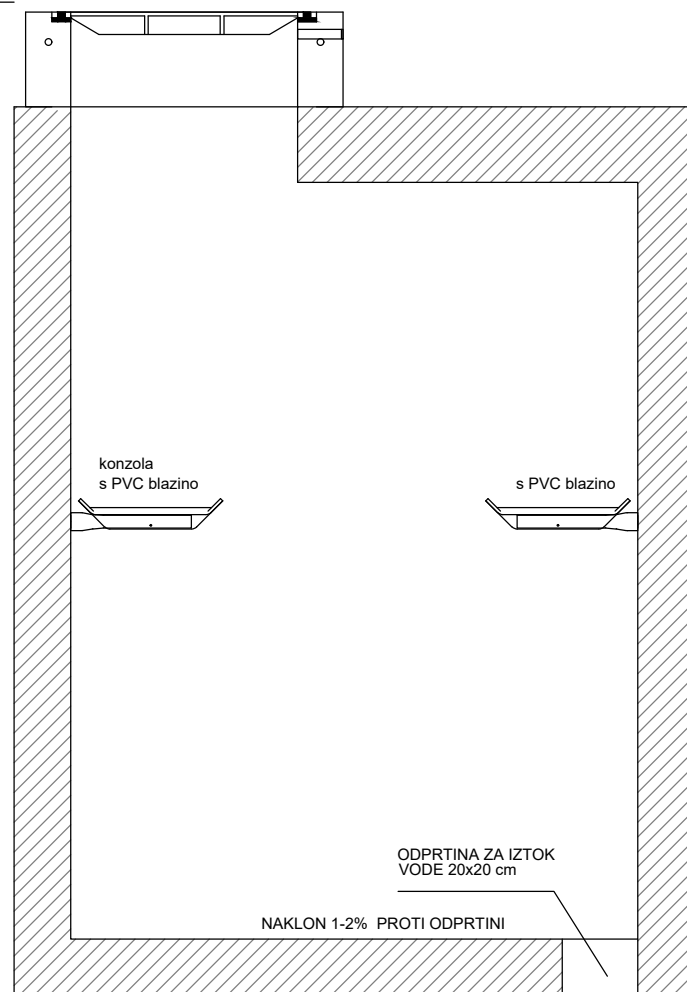 konzola
s PVC blazino
s PVC blazino
ODPRTINA ZA IZTOK
VODE 20x20 cm
NAKLON 1-2% PROTI ODPRTINI